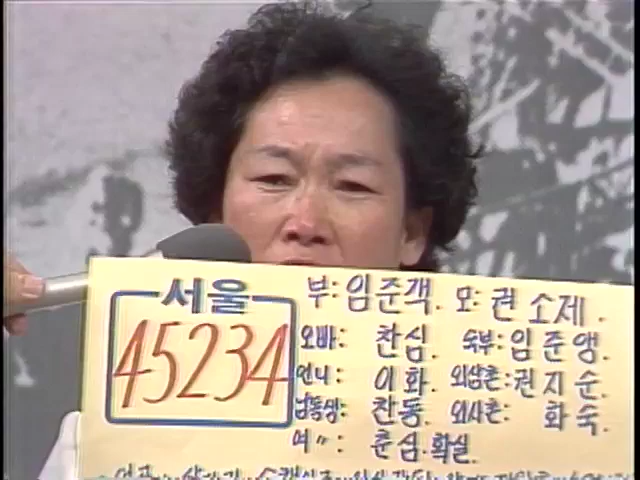 서울
45234
부: 임준객. 모: 권소제.
오빠: 찬심. 숙부: 임준앵.
언니: 이화. 외삼촌: 권지순.
남동생: 찬동. 외사촌: 화숙.
여〃: 춘심.확실.